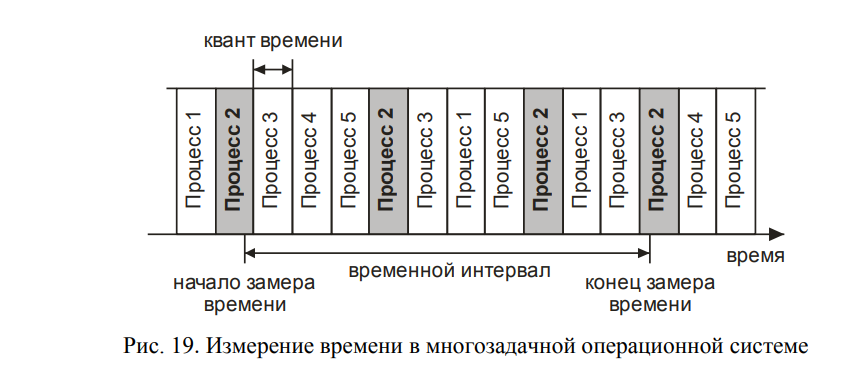 квант времени
Процесс 1
Процесс 2
Процесс 3
Процесс 4
Процесс 5
Процесс 2
Процесс 3
Процесс 1
Процесс 5
Процесс 2
Процесс 1
Процесс 3
Процесс 2
Процесс 4
Процесс 5
время
временной интервал
начало замера
времени
конец замера
времени
Рис. 19. Измерение времени в многозадачной операционной системе